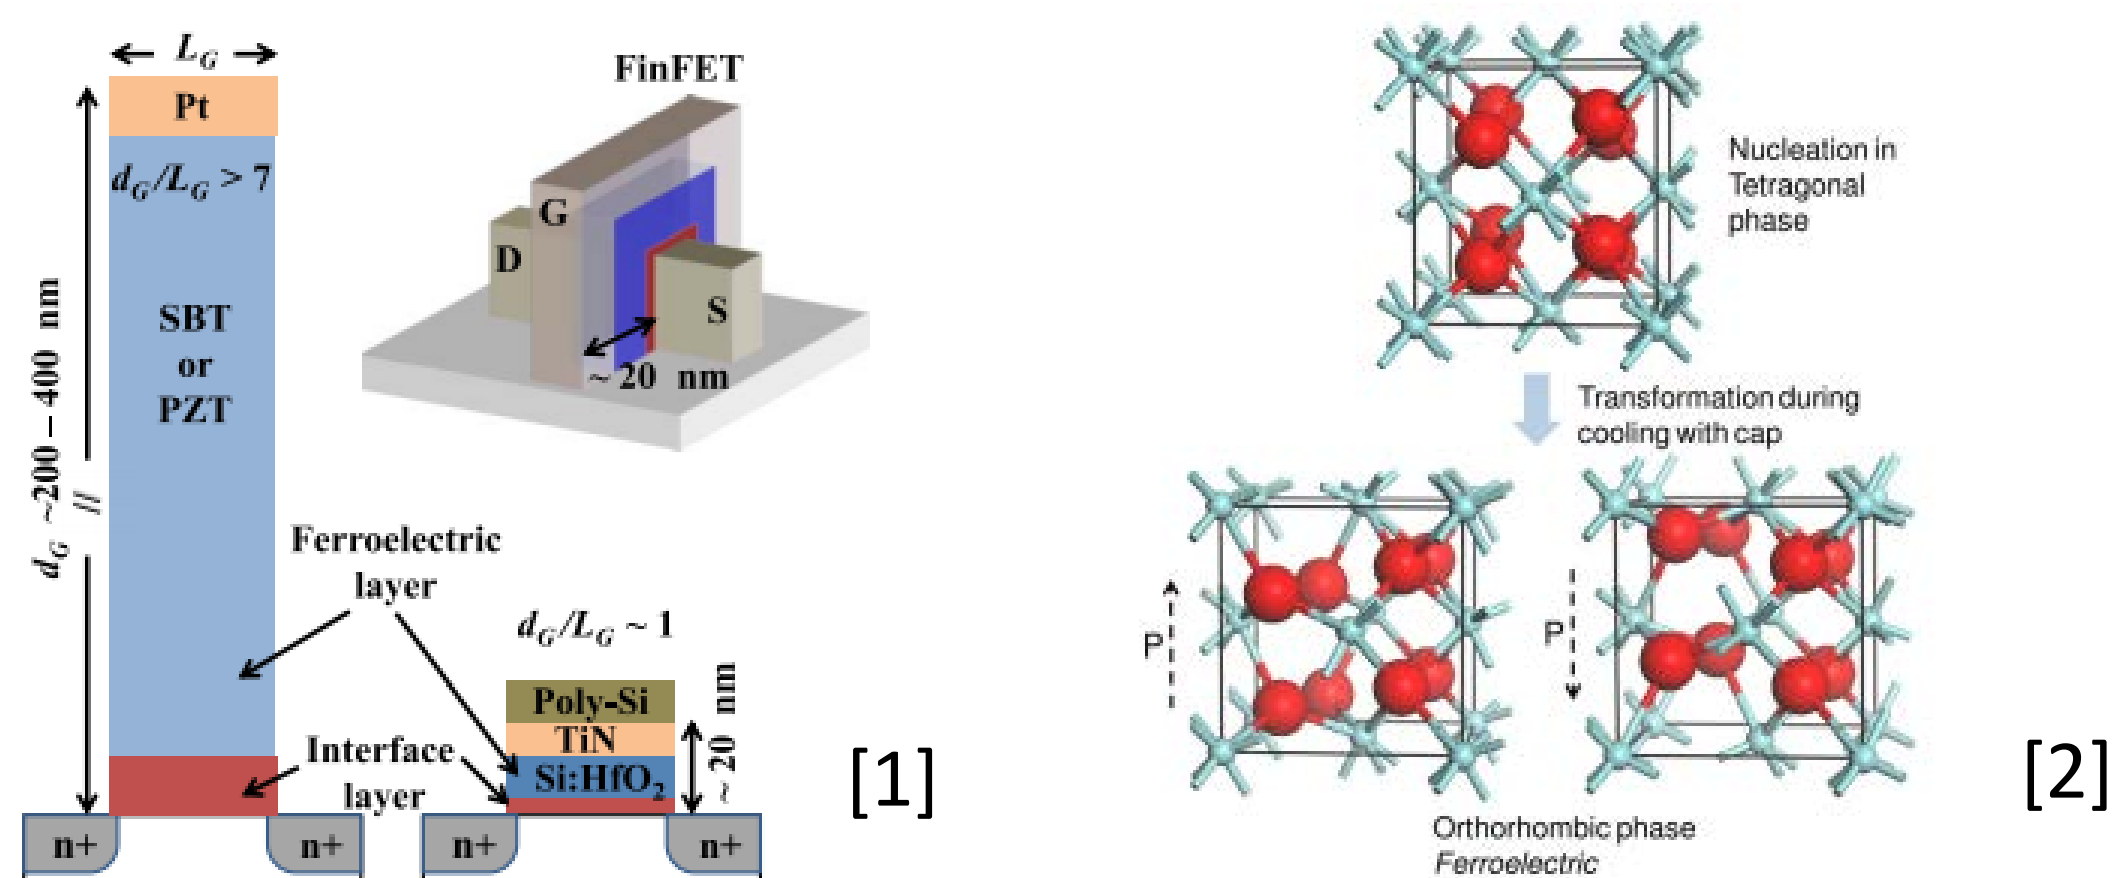 L_G
Pt
d_G/L_G > 7
SBT
or
PZT
d_G ~200 – 400 nm
//
FinFET
G
D
S
~ 20 nm
Ferroelectric
layer
d_G/L_G ~ 1
Poly-Si
TiN
Si:HfO₂
~ 20 nm
Interface
layer
n+
n+
n+
n+
[1]
Nucleation in
Tetragonal
phase
Transformation during
cooling with cap
P
P
Orthorhombic phase
Ferroelectric
[2]